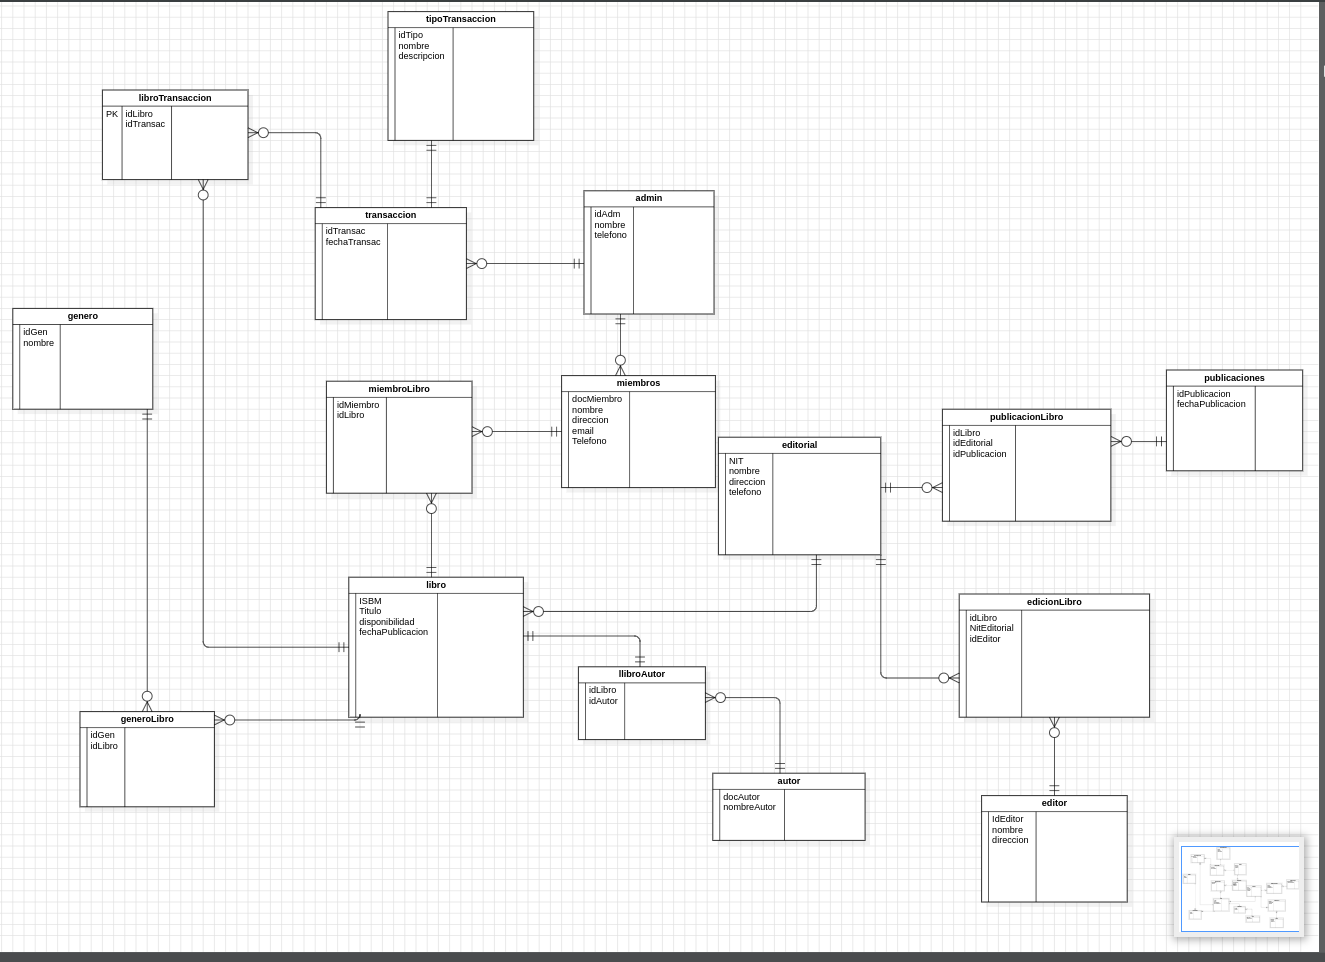 tipoTransaccion
idTipo
nombre
descripcion
libroTransaccion
PK idLibro
idTransac
transaccion
idTransac
fechaTransac
admin
idAdm
nombre
telefono
genero
idGen
nombre
miembroLibro
idMiembro
idLibro
miembros
docMiembro
nombre
direccion
email
Telefono
editorial
NIT
nombre
direccion
telefono
publicacionLibro
idLibro
idEditorial
idPublicacion
publicaciones
idPublicacion
fechaPublicacion
libro
ISBM
Titulo
disponibilidad
fechaPublicacion
llibroAutor
idLibro
idAutor
edicionLibro
idLibro
NitEditorial
idEditor
generoLibro
idGen
idLibro
autor
docAutor
nombreAutor
editor
IdEditor
nombre
direccion